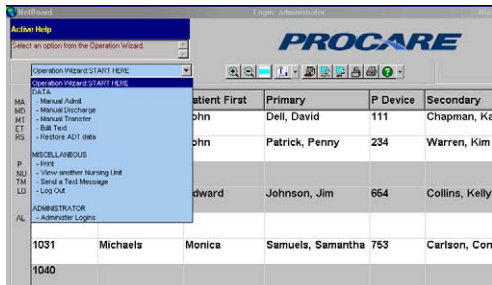 NetBoard Login: administrator
Active Help
Select an option from the Operation Wizard.
PROCARE
Operation Wizard:START HERE
Operation Wizard:START HERE
DATA
MA - Manual Admit
MD - Manual Discharge
MT - Manual Transfer
ET - Edit Text
RS - Restore ADT data
MISCELLANEOUS
P - Print
NU - View another Nursing Unit
TM - Send a Text Message
LO - Log Out
ADMINISTRATOR
AL - Administer Logins
atient First Primary P Device Secondary
ohn Dell, David 111 Chapman, Ka
ohn Patrick, Penny 234 Warren, Kim
dward Johnson, Jim 654 Collins, Kelly
1031 Michaels Monica Samuels, Samantha 753 Carlson, Con
1040